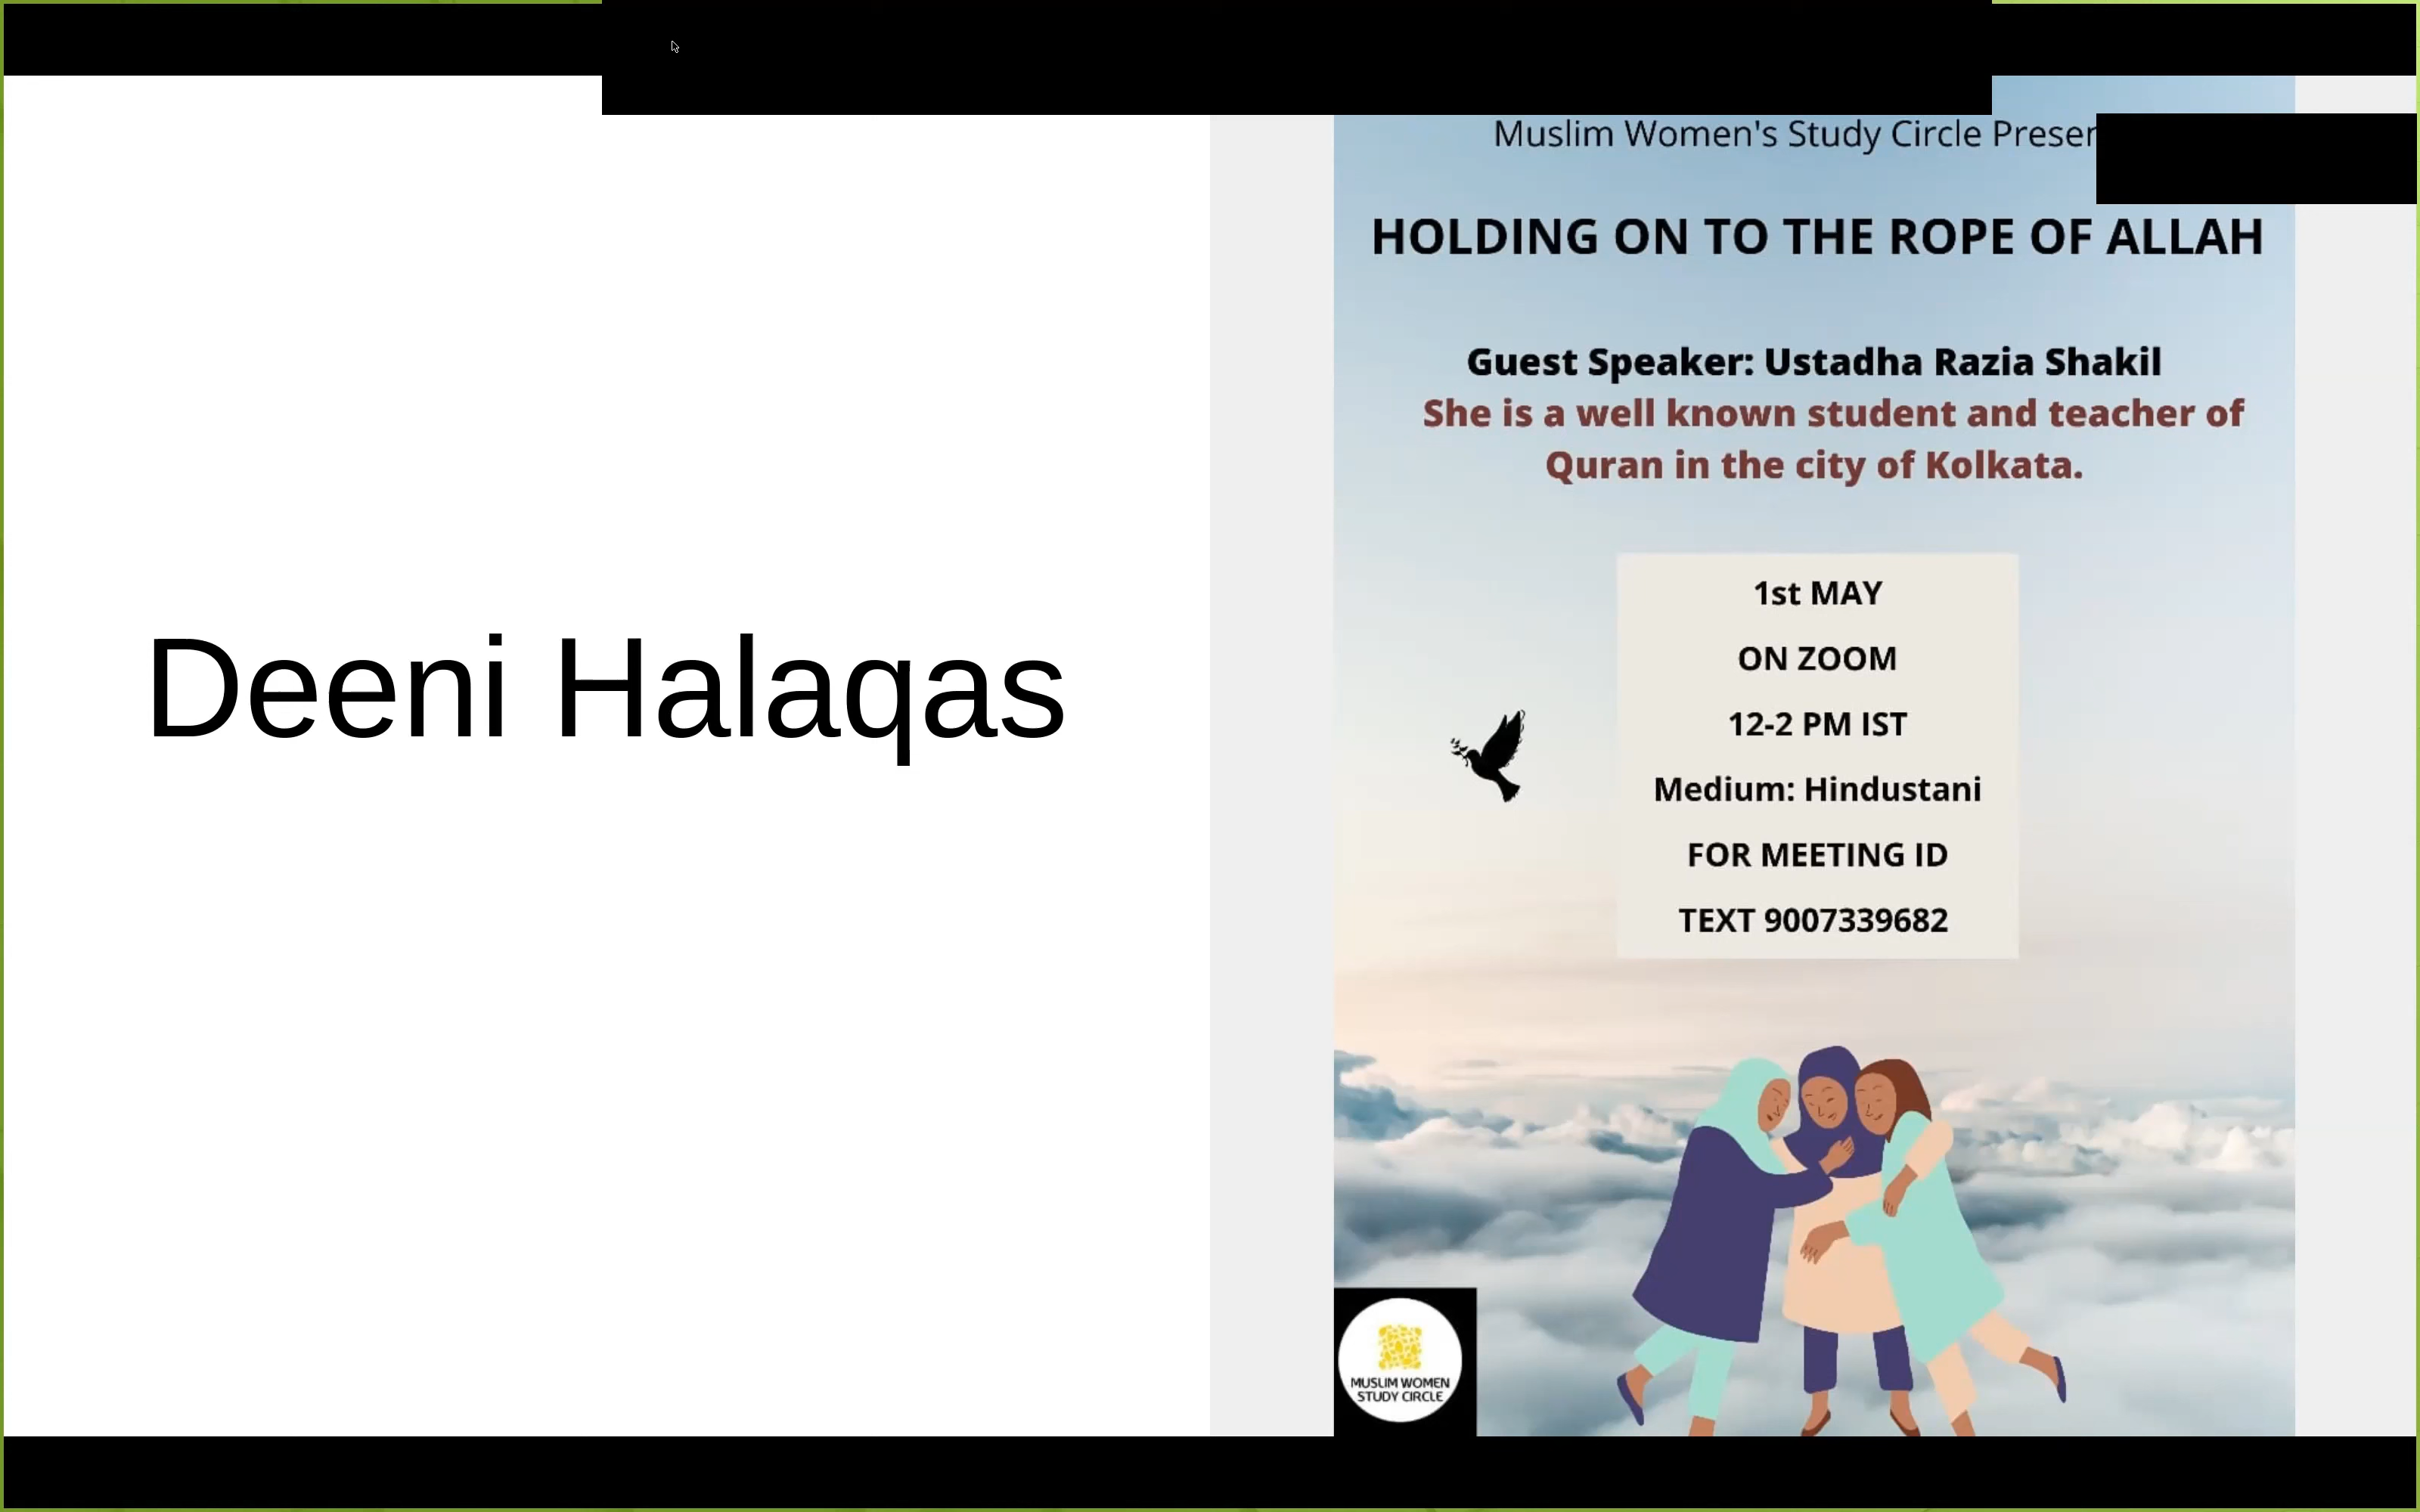 Deeni Halaqas
Muslim Women's Study Circle
HOLDING ON TO THE ROPE OF ALLAH
Guest Speaker: Ustadha Razia Shakil
She is a well known student and teacher of
Quran in the city of Kolkata.
1st MAY
ON ZOOM
12-2 PM IST
Medium: Hindustani
FOR MEETING ID
TEXT 9007339682
MUSLIM WOMEN
STUDY CIRCLE